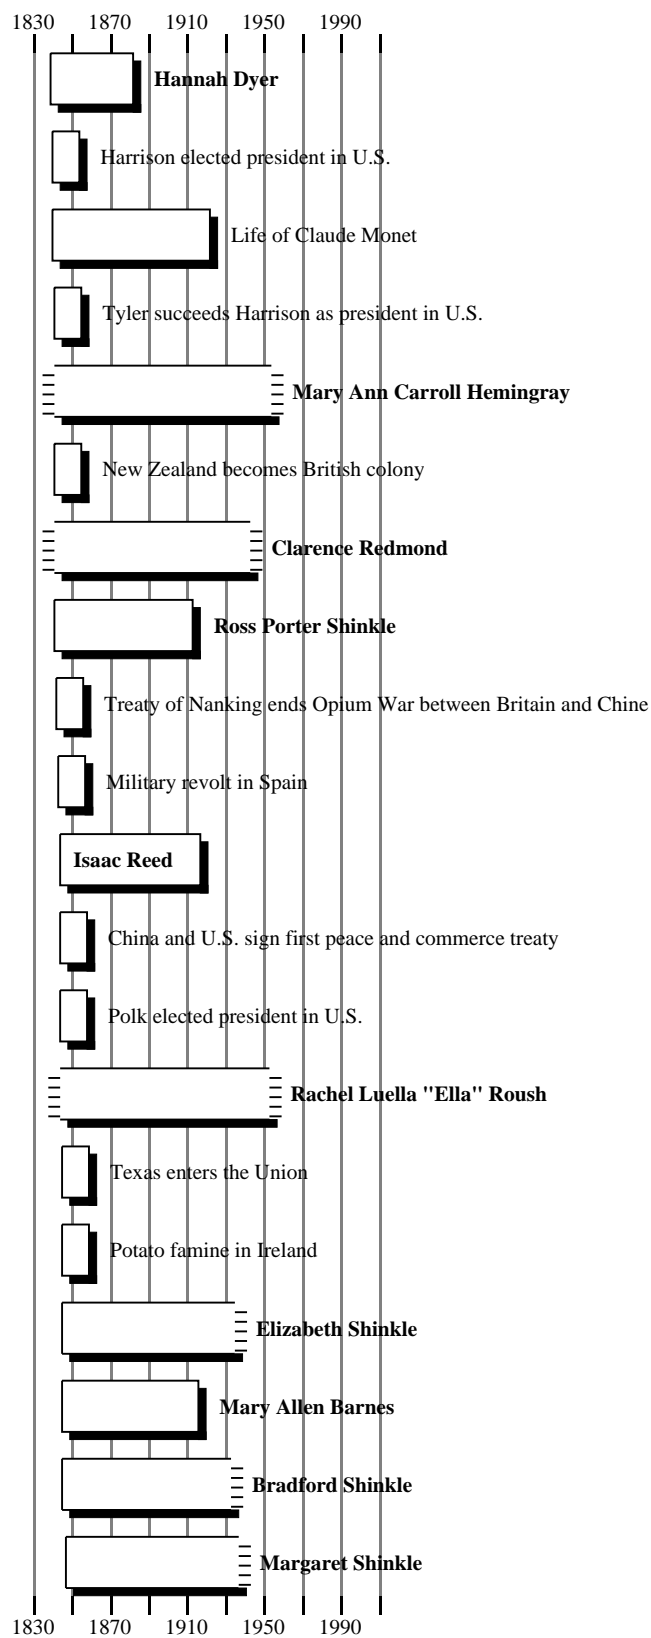 1830 1870 1910 1950 1990
Hannah Dyer
Harrison elected president in U.S.
Life of Claude Monet
Tyler succeeds Harrison as president in U.S.
Mary Ann Carroll Hemingray
New Zealand becomes British colony
Clarence Redmond
Ross Porter Shinkle
Treaty of Nanking ends Opium War between Britain and Chine
Military revolt in Spain
Isaac Reed
China and U.S. sign first peace and commerce treaty
Polk elected president in U.S.
Rachel Luella "Ella" Roush
Texas enters the Union
Potato famine in Ireland
Elizabeth Shinkle
Mary Allen Barnes
Bradford Shinkle
Margaret Shinkle
1830 1870 1910 1950 1990